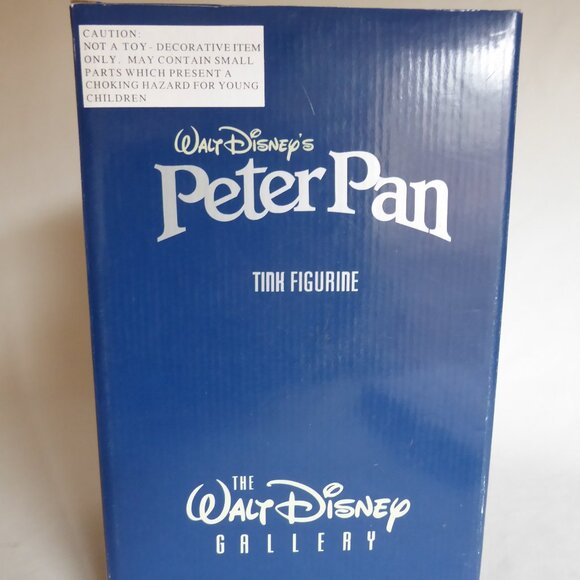 CAUTION:
NOT A TOY - DECORATIVE ITEM
ONLY. MAY CONTAIN SMALL
PARTS WHICH PRESENT A
CHOKING HAZARD FOR YOUNG
CHILDREN
WALT DISNEY'S
Peter Pan
TINK FIGURINE
THE
WALT DISNEY
GALLERY